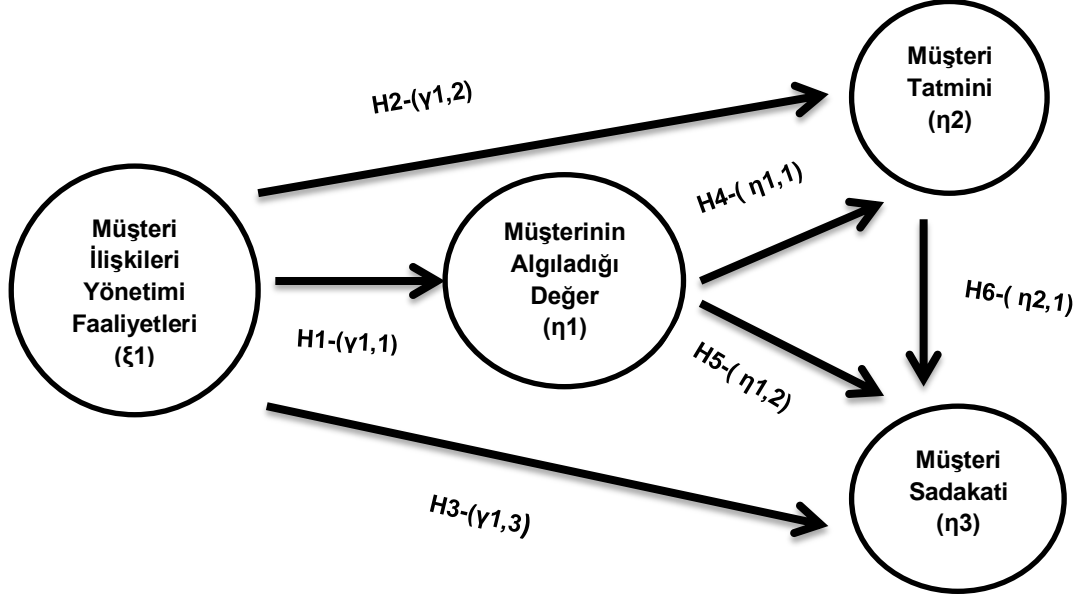 Müşteri
Tatmini
(η2)
H2-(γ1,2)
H4-( η1,1)
Müşteri
İlişkileri
Yönetimi
Faaliyetleri
(ξ1)
Müşterinin
Algıladığı
Değer
(η1)
H1-(γ1,1)
H6-( η2,1)
H5-( η1,2)
H3-(γ1,3)
Müşteri
Sadakati
(η3)